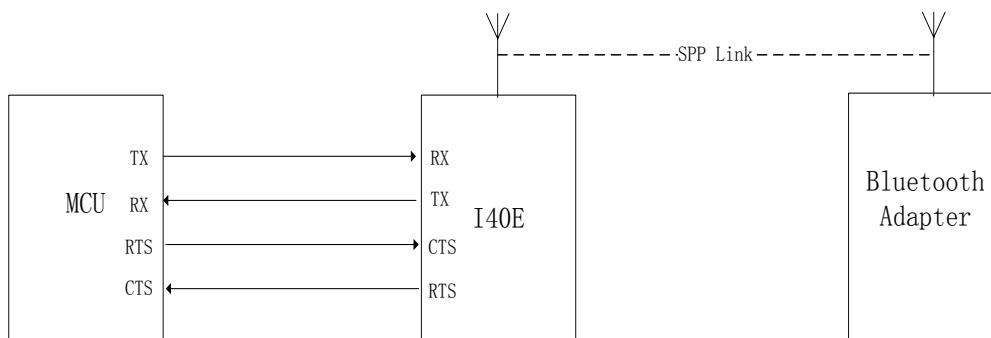 SPP Link
TX
RX
RTS
CTS
MCU
RX
TX
CTS
RTS
I40E
Bluetooth
Adapter